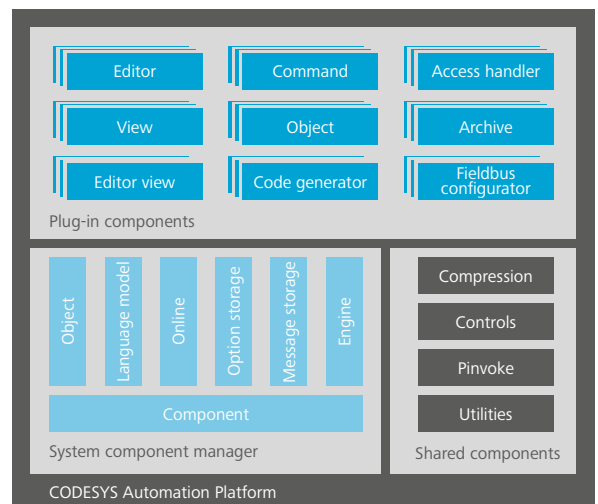 Editor
Command
Access handler
View
Object
Archive
Editor view
Code generator
Fieldbus
configurator
Plug-in components
Object
Language model
Online
Option storage
Message storage
Engine
Component
System component manager
Compression
Controls
Pinvoke
Utilities
Shared components
CODESYS Automation Platform